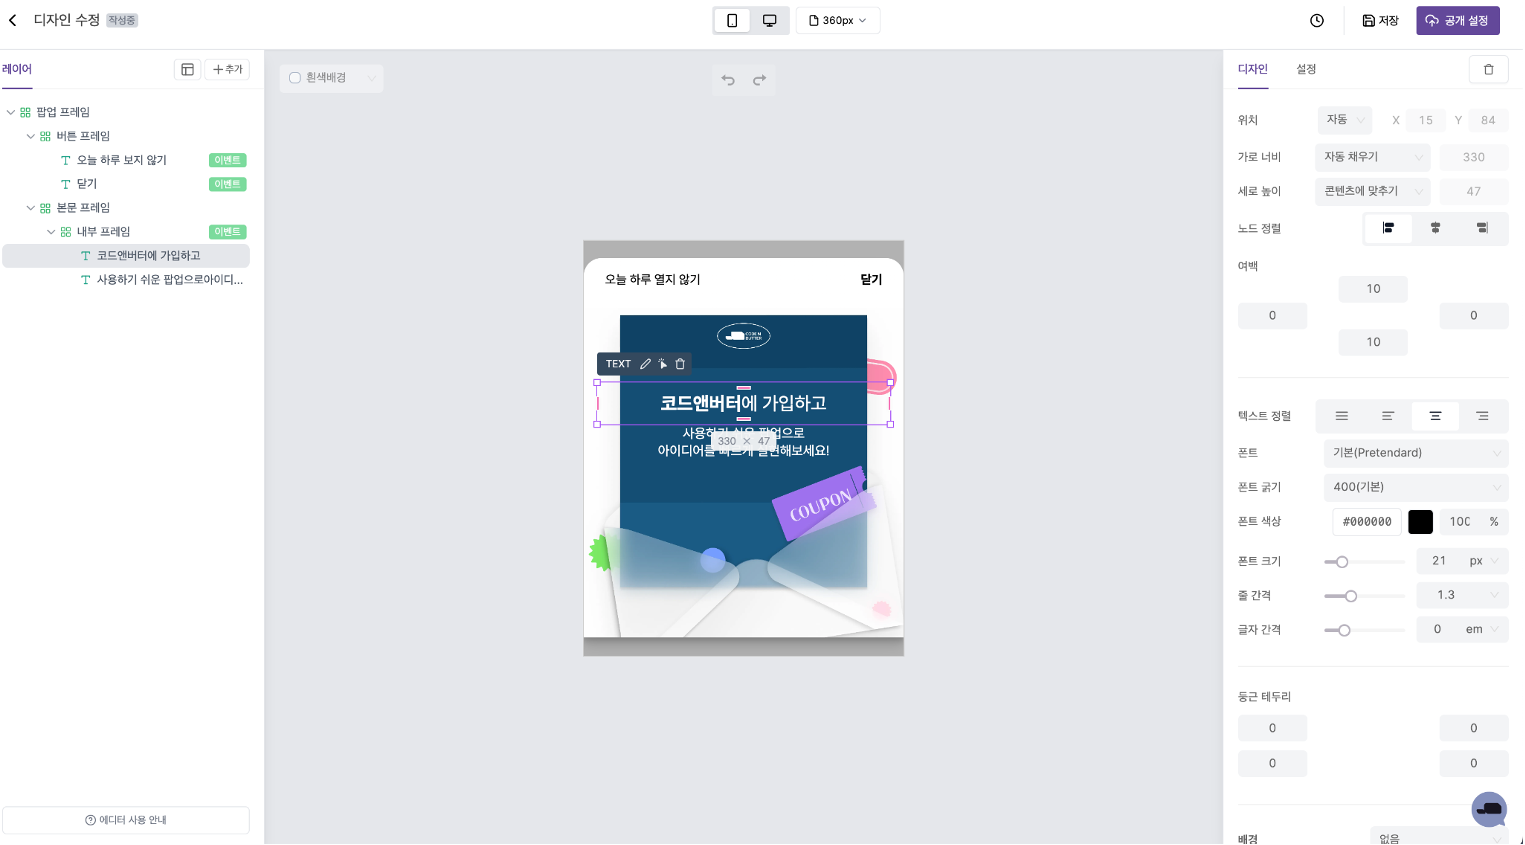 디자인 수정 작성중
360px
저장
공개 설정
레이어
추가
팝업 프레임
버튼 프레임
오늘 하루 보지 않기 이벤트
닫기 이벤트
본문 프레임
내부 프레임 이벤트
코드앤버터에 가입하고
사용하기 쉬운 팝업으로아이디...
에디터 사용 안내
흰색배경
오늘 하루 열지 않기 닫기
CODE N
BUTTER
TEXT
코드앤버터에 가입하고
팝업으로
330 × 47
아이디어를 빠르게 실현해보세요!
COUPON
디자인 설정
위치 자동 X 15 Y 84
가로 너비 자동 채우기 330
세로 높이 콘텐츠에 맞추기 47
노드 정렬
여백
10
0 0
10
텍스트 정렬
폰트 기본(Pretendard)
폰트 굵기 400(기본)
폰트 색상 #000000 %
폰트 크기 21 px
줄 간격 1.3
글자 간격 0 em
둥근 테두리
0 0
0 0
배경 없음